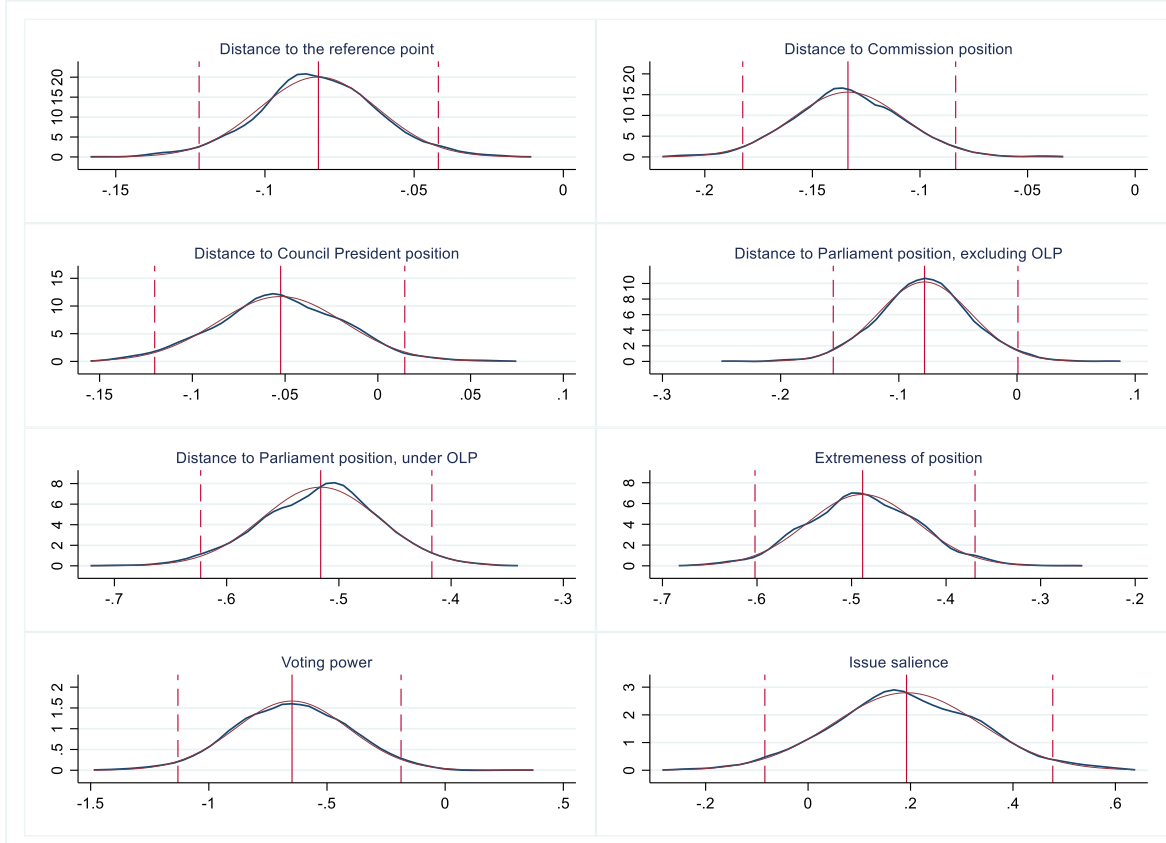 Distance to the reference point
0 5 10 15 20
-.15 -.1 -.05 0
Distance to Commission position
0 5 10 15 20
-.2 -.15 -.1 -.05 0
Distance to Council President position
0 5 10 15
-.15 -.1 -.05 0 .05 .1
Distance to Parliament position, excluding OLP
0 2 4 6 8 10
-.3 -.2 -.1 0 .1
Distance to Parliament position, under OLP
0 2 4 6 8
-.7 -.6 -.5 -.4 -.3
Extremeness of position
0 2 4 6 8
-.7 -.6 -.5 -.4 -.3 -.2
Voting power
0 .5 1 1.5 2
-1.5 -1 -.5 0 .5
Issue salience
0 1 2 3
-.2 0 .2 .4 .6